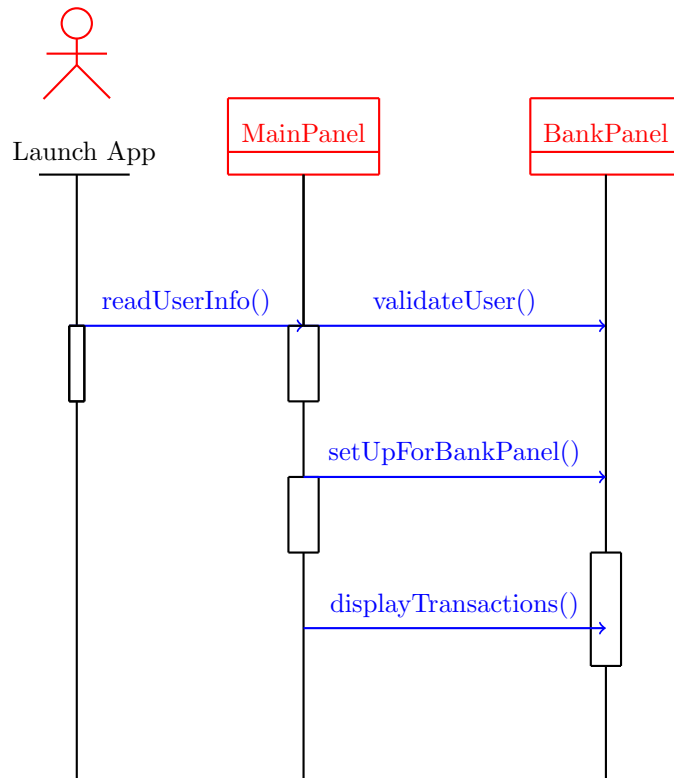 MainPanel
BankPanel
Launch App
readUserInfo()
validateUser()
setUpForBankPanel()
displayTransactions()